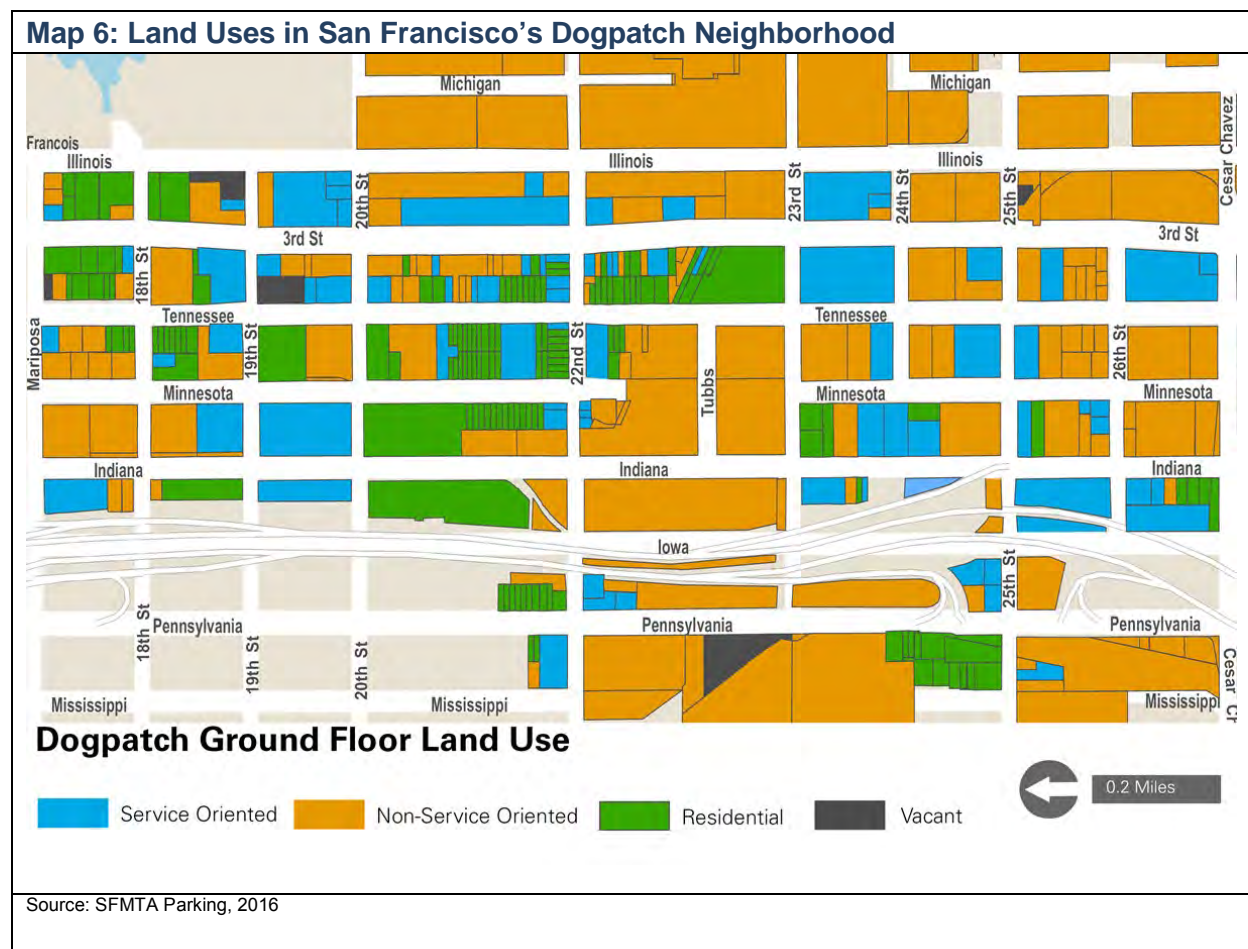 Map 6: Land Uses in San Francisco's Dogpatch Neighborhood
Michigan
Michigan
Cesar Chavez
Francois
Illinois
Illinois
Illinois
20th St
23rd St
24th St
25th St
3rd St
3rd St
18th St
Tennessee
Tennessee
Mariposa
19th St
22nd St
26th St
Minnesota
Minnesota
Minnesota
Tubbs
Indiana
Indiana
Indiana
Iowa
25th St
18th St
Pennsylvania
Pennsylvania
Pennsylvania
19th St
20th St
Cesar
Mississippi
Mississippi
Mississippi
Dogpatch Ground Floor Land Use
Service Oriented
Non-Service Oriented
Residential
Vacant
0.2 Miles
Source: SFMTA Parking, 2016